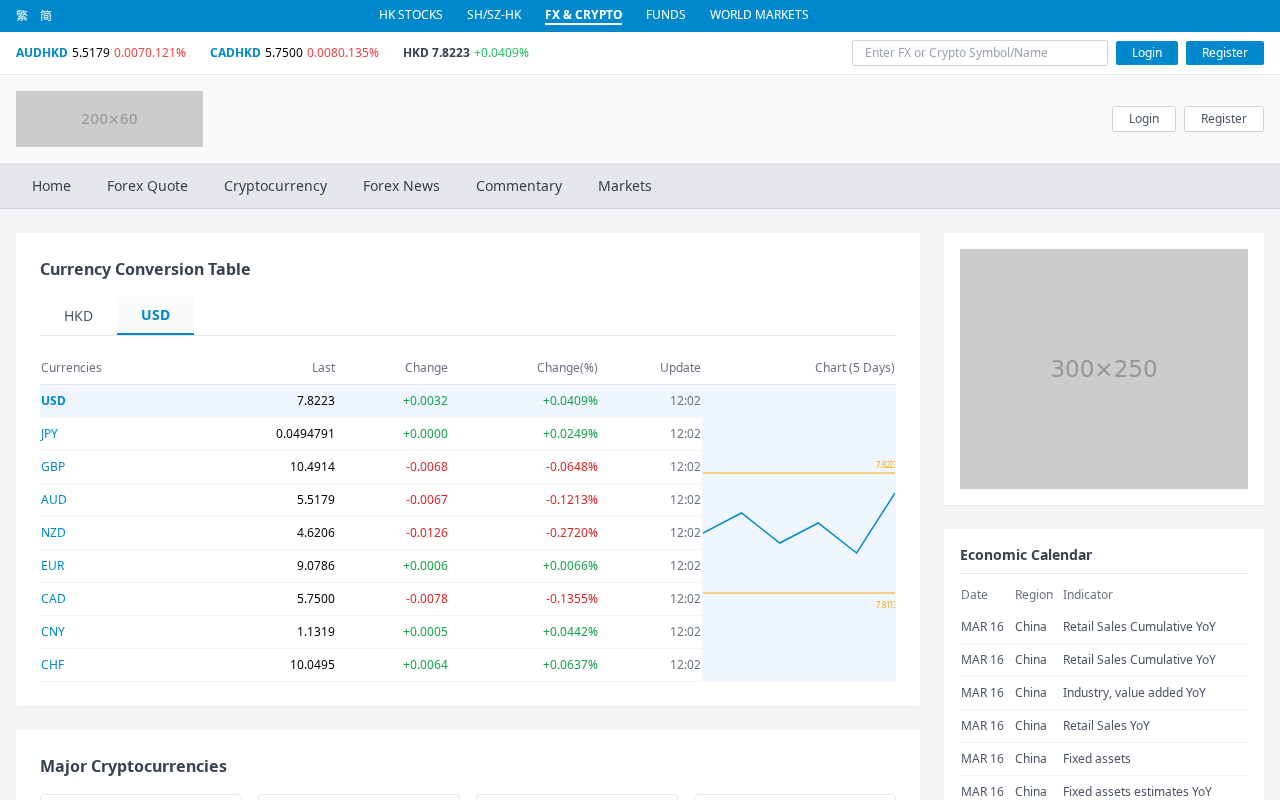 繁 简 HK STOCKS SH/SZ-HK FX & CRYPTO FUNDS WORLD MARKETS
AUDHKD 5.5179 0.0070.121% CADHKD 5.7500 0.0080.135% HKD 7.8223 +0.0409% Enter FX or Crypto Symbol/Name Login Register
200×60 Login Register
Home Forex Quote Cryptocurrency Forex News Commentary Markets
Currency Conversion Table
HKD USD
Currencies Last Change Change(%) Update Chart (5 Days)
USD 7.8223 +0.0032 +0.0409% 12:02
JPY 0.0494791 +0.0000 +0.0249% 12:02
GBP 10.4914 -0.0068 -0.0648% 12:02
7.8223
AUD 5.5179 -0.0067 -0.1213% 12:02
NZD 4.6206 -0.0126 -0.2720% 12:02
EUR 9.0786 +0.0006 +0.0066% 12:02
CAD 5.7500 -0.0078 -0.1355% 12:02
7.8113
CNY 1.1319 +0.0005 +0.0442% 12:02
CHF 10.0495 +0.0064 +0.0637% 12:02
Major Cryptocurrencies
300×250
Economic Calendar
Date Region Indicator
MAR 16 China Retail Sales Cumulative YoY
MAR 16 China Retail Sales Cumulative YoY
MAR 16 China Industry, value added YoY
MAR 16 China Retail Sales YoY
MAR 16 China Fixed assets
MAR 16 China Fixed assets estimates YoY